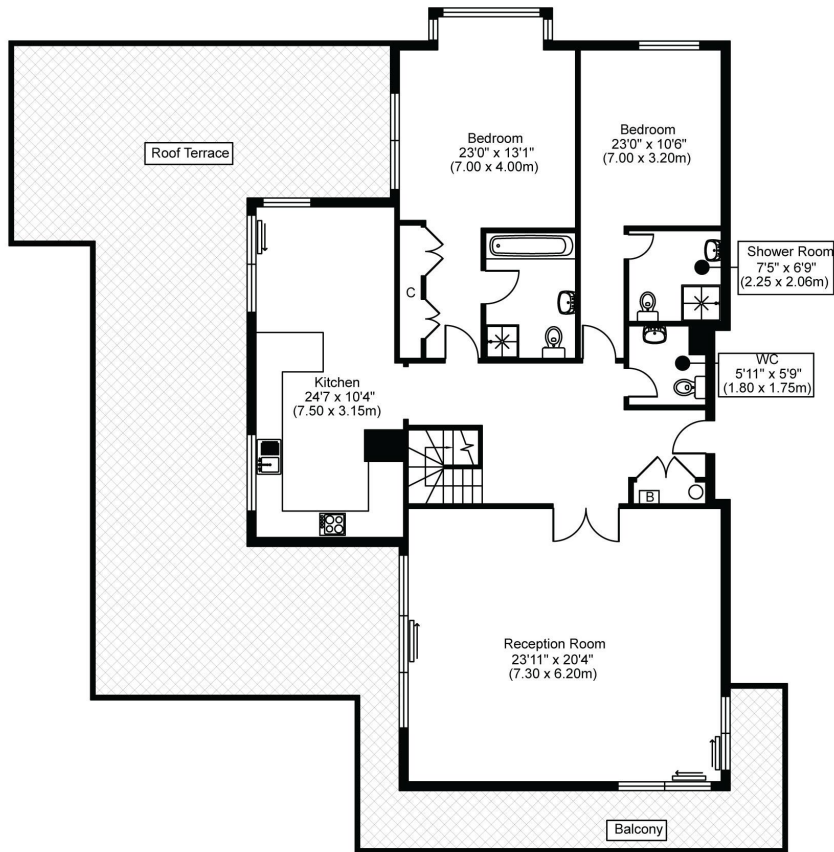 Roof Terrace
Bedroom
23'0" x 13'1"
(7.00 x 4.00m)
Bedroom
23'0" x 10'6"
(7.00 x 3.20m)
Shower Room
7'5" x 6'9"
(2.25 x 2.06m)
C
WC
5'11" x 5'9"
(1.80 x 1.75m)
Kitchen
24'7 x 10'4"
(7.50 x 3.15m)
B
Reception Room
23'11" x 20'4"
(7.30 x 6.20m)
Balcony